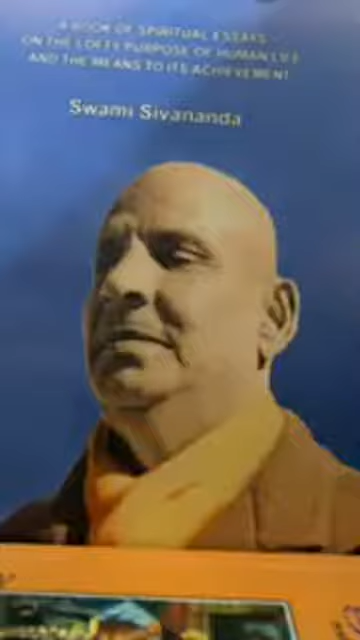 A BOOK OF SPIRITUAL ESSAYS
ON THE LOFTY PURPOSE OF HUMAN LIFE
AND THE MEANS TO ITS ACHIEVEMENT
Swami Sivananda